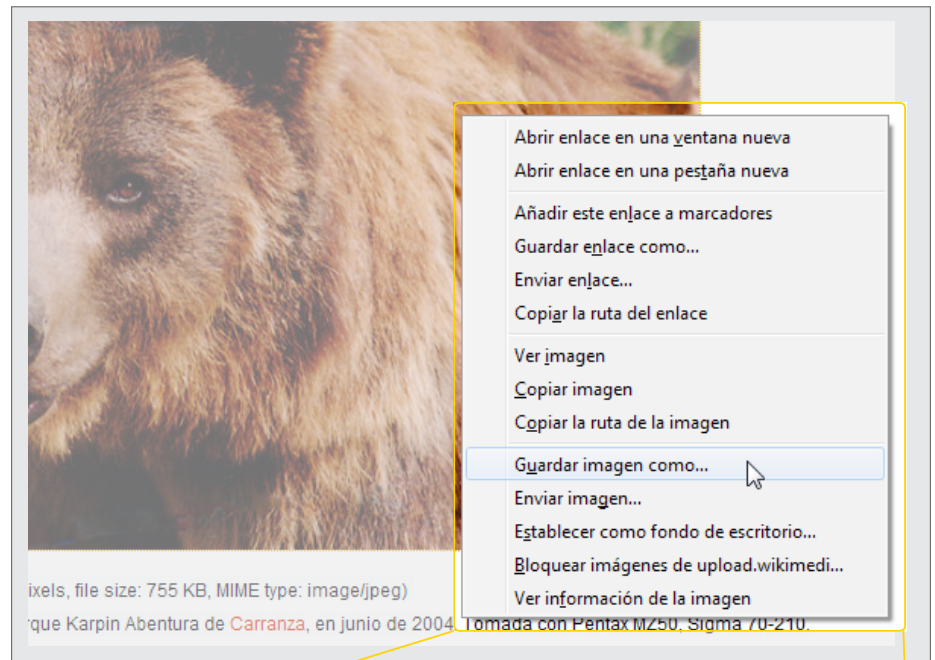 Abrir enlace en una ventana nueva
Abrir enlace en una pestaña nueva
Añadir este enlace a marcadores
Guardar enlace como...
Enviar enlace...
Copiar la ruta del enlace
Ver imagen
Copiar imagen
Copiar la ruta de la imagen
Guardar imagen como...
Enviar imagen...
Establecer como fondo de escritorio...
Bloquear imágenes de upload.wikimedi...
Ver información de la imagen
ixels, file size: 755 KB, MIME type: image/jpeg)
rque Karpin Abentura de Carranza, en junio de 2004. Tomada con Pentax MZ50, Sigma 70-210.